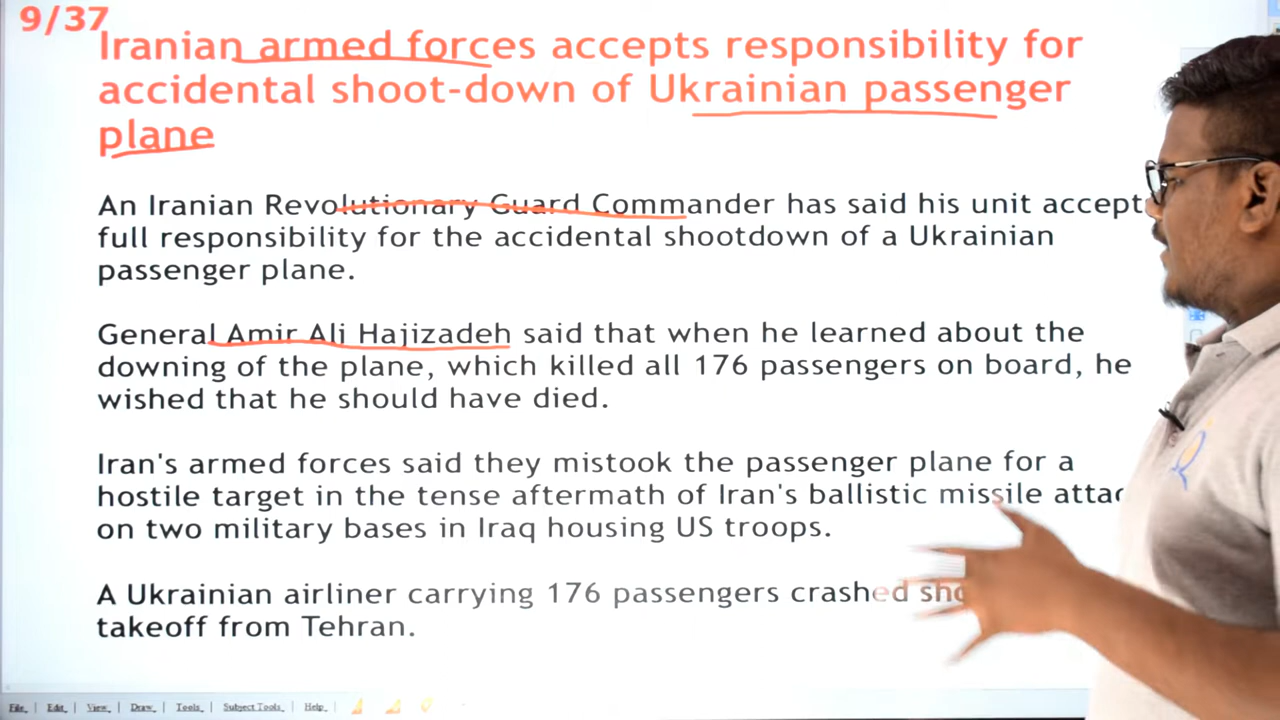 9/37
Iranian armed forces accepts responsibility for
accidental shoot-down of Ukrainian passenger
plane
An Iranian Revolutionary Guard Commander has said his unit accept
full responsibility for the accidental shootdown of a Ukrainian
passenger plane.
General Amir Ali Hajizadeh said that when he learned about the
downing of the plane, which killed all 176 passengers on board, he
wished that he should have died.
Iran's armed forces said they mistook the passenger plane for a
hostile target in the tense aftermath of Iran's ballistic missile attac
on two military bases in Iraq housing US troops.
A Ukrainian airliner carrying 176 passengers crashed sho
takeoff from Tehran.
File Edit View Draw Tools Subject Tools Help